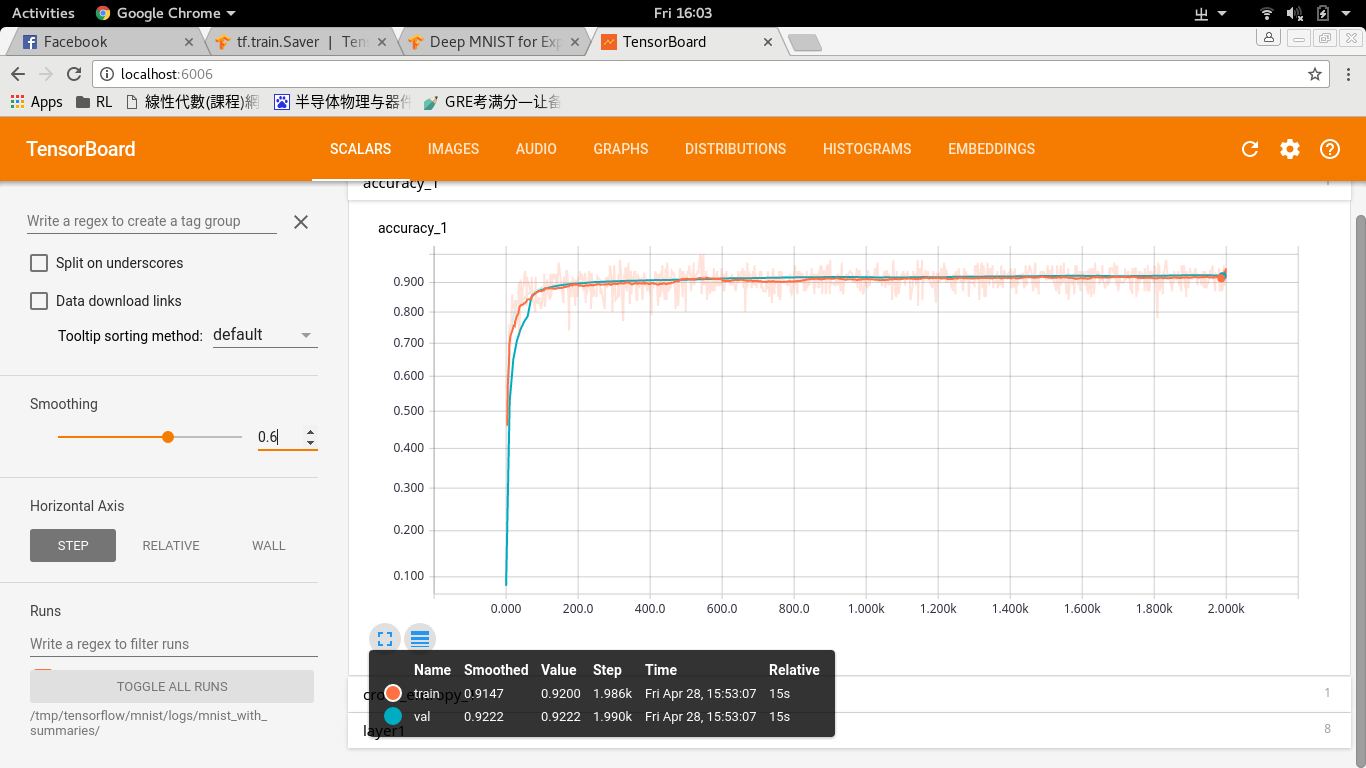 Activities Google Chrome Fri 16:03
Facebook tf.train.Saver | Ten Deep MNIST for Exp TensorBoard
localhost:6006
Apps RL 線性代數(課程)網 半导体物理与器件 GRE考满分—让备
TensorBoard SCALARS IMAGES AUDIO GRAPHS DISTRIBUTIONS HISTOGRAMS EMBEDDINGS
accuracy_1 1
Write a regex to create a tag group
Split on underscores
Data download links
Tooltip sorting method: default
Smoothing
0.6
Horizontal Axis
STEP RELATIVE WALL
Runs
Write a regex to filter runs
TOGGLE ALL RUNS
/tmp/tensorflow/mnist/logs/mnist_with_
summaries/
accuracy_1
0.900
0.800
0.700
0.600
0.500
0.400
0.300
0.200
0.100
0.000 200.0 400.0 600.0 800.0 1.000k 1.200k 1.400k 1.600k 1.800k 2.000k
Name Smoothed Value Step Time Relative
train 0.9147 0.9200 1.986k Fri Apr 28, 15:53:07 15s
val 0.9222 0.9222 1.990k Fri Apr 28, 15:53:07 15s
1
layer1 8